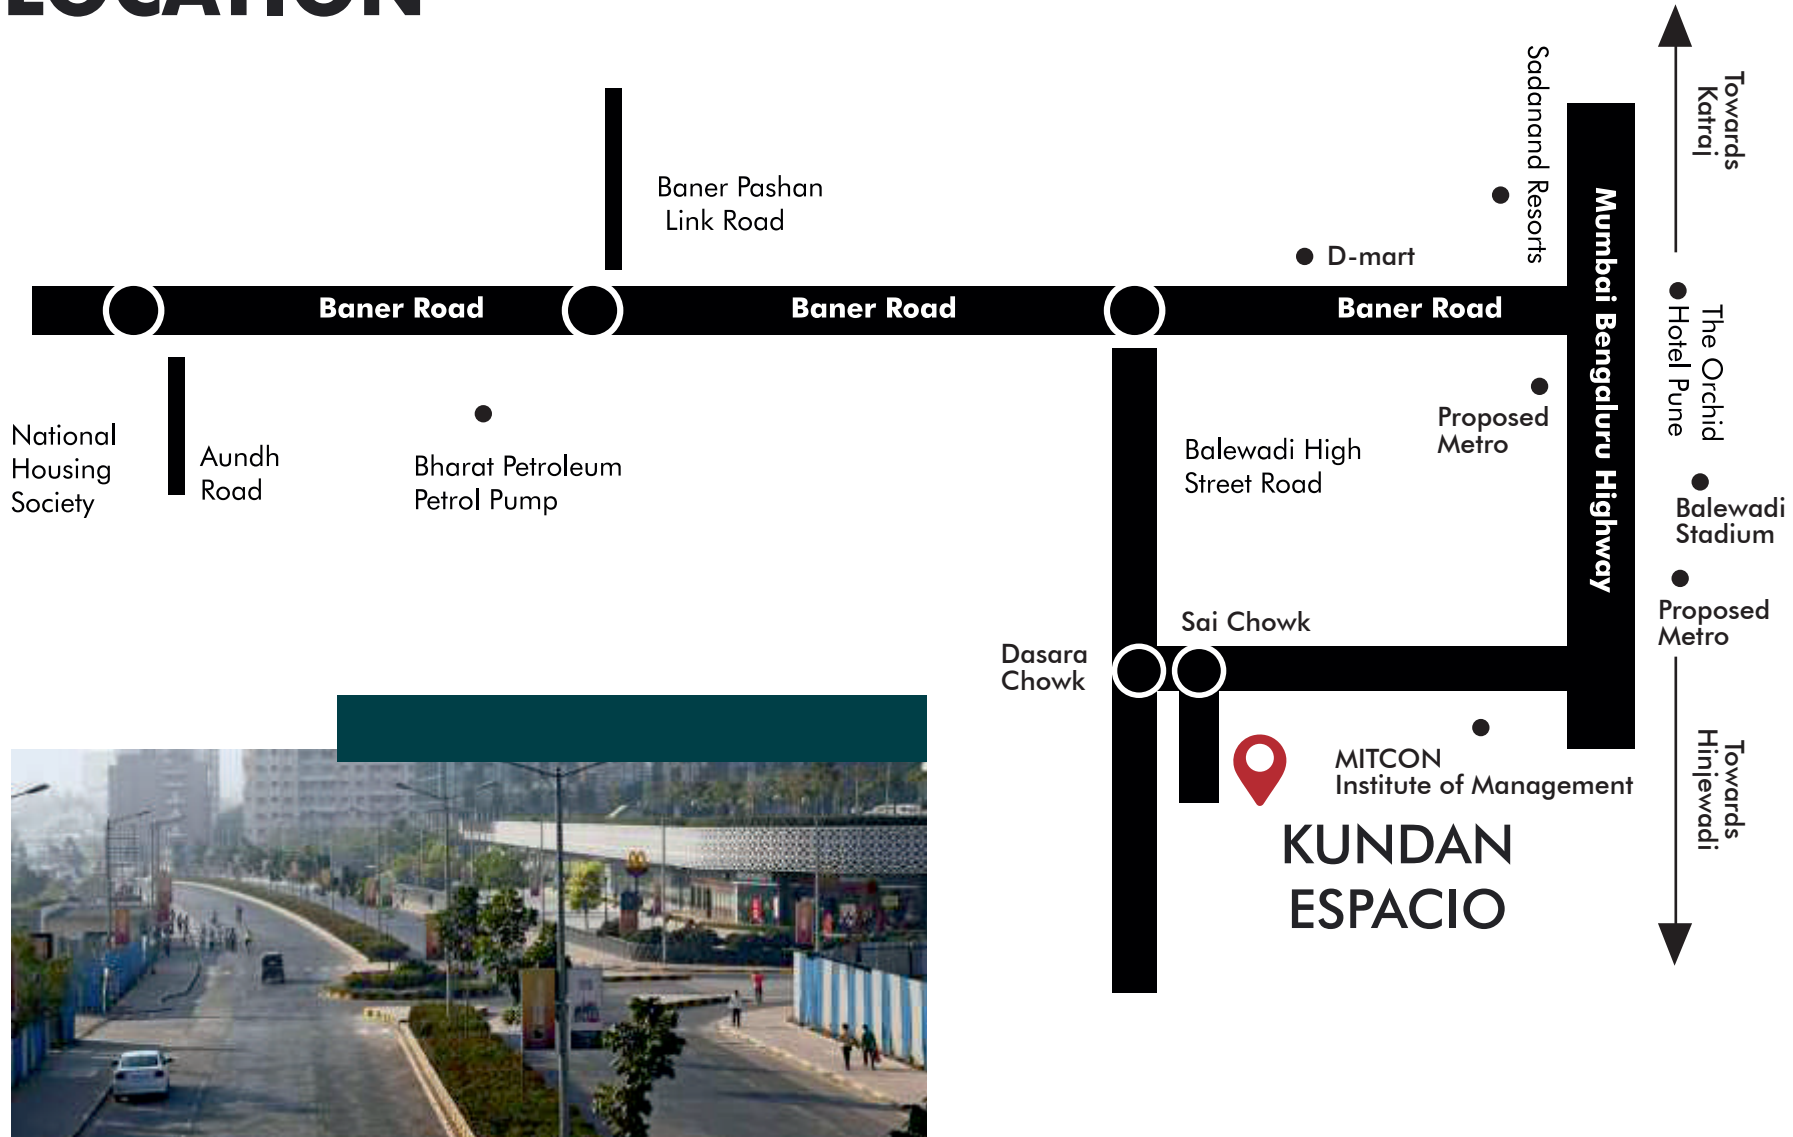 LOCATION
Sadanand Resorts
Towards
Katraj
Baner Pashan
Link Road
D-mart
Baner Road
Baner Road
Baner Road
Mumbai Bengaluru Highway
The Orchid
Hotel Pune
National
Housing
Society
Aundh
Road
Bharat Petroleum
Petrol Pump
Balewadi High
Street Road
Proposed
Metro
Balewadi
Stadium
Proposed
Metro
Sai Chowk
Dasara
Chowk
MITCON
Institute of Management
KUNDAN
ESPACIO
Towards
Hinjewadi